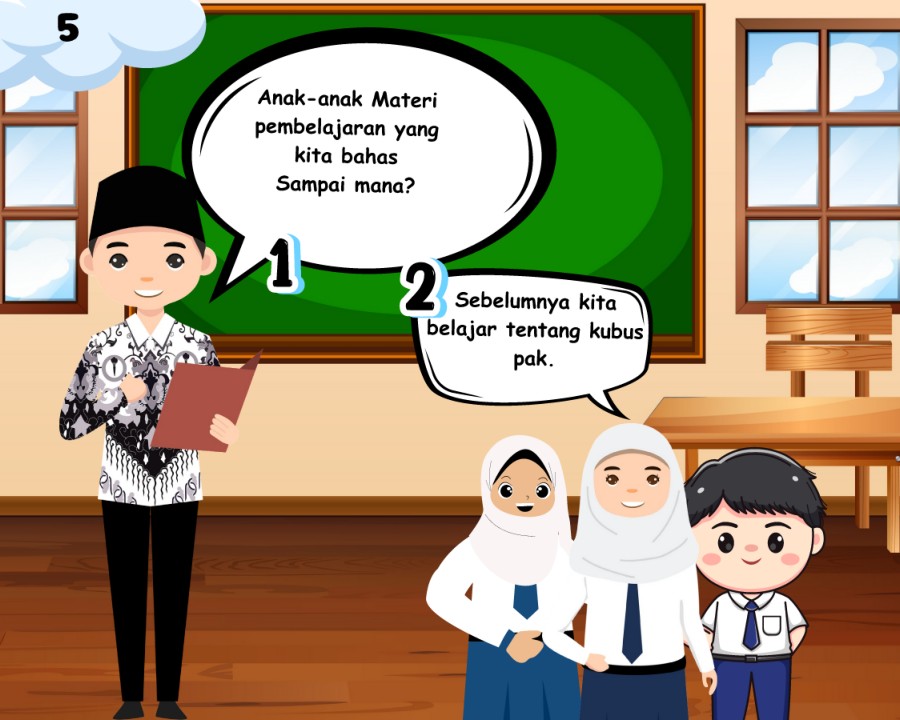 5
Anak-anak Materi
pembelajaran yang
kita bahas
Sampai mana?
1
2
Sebelumnya kita
belajar tentang kubus
pak.